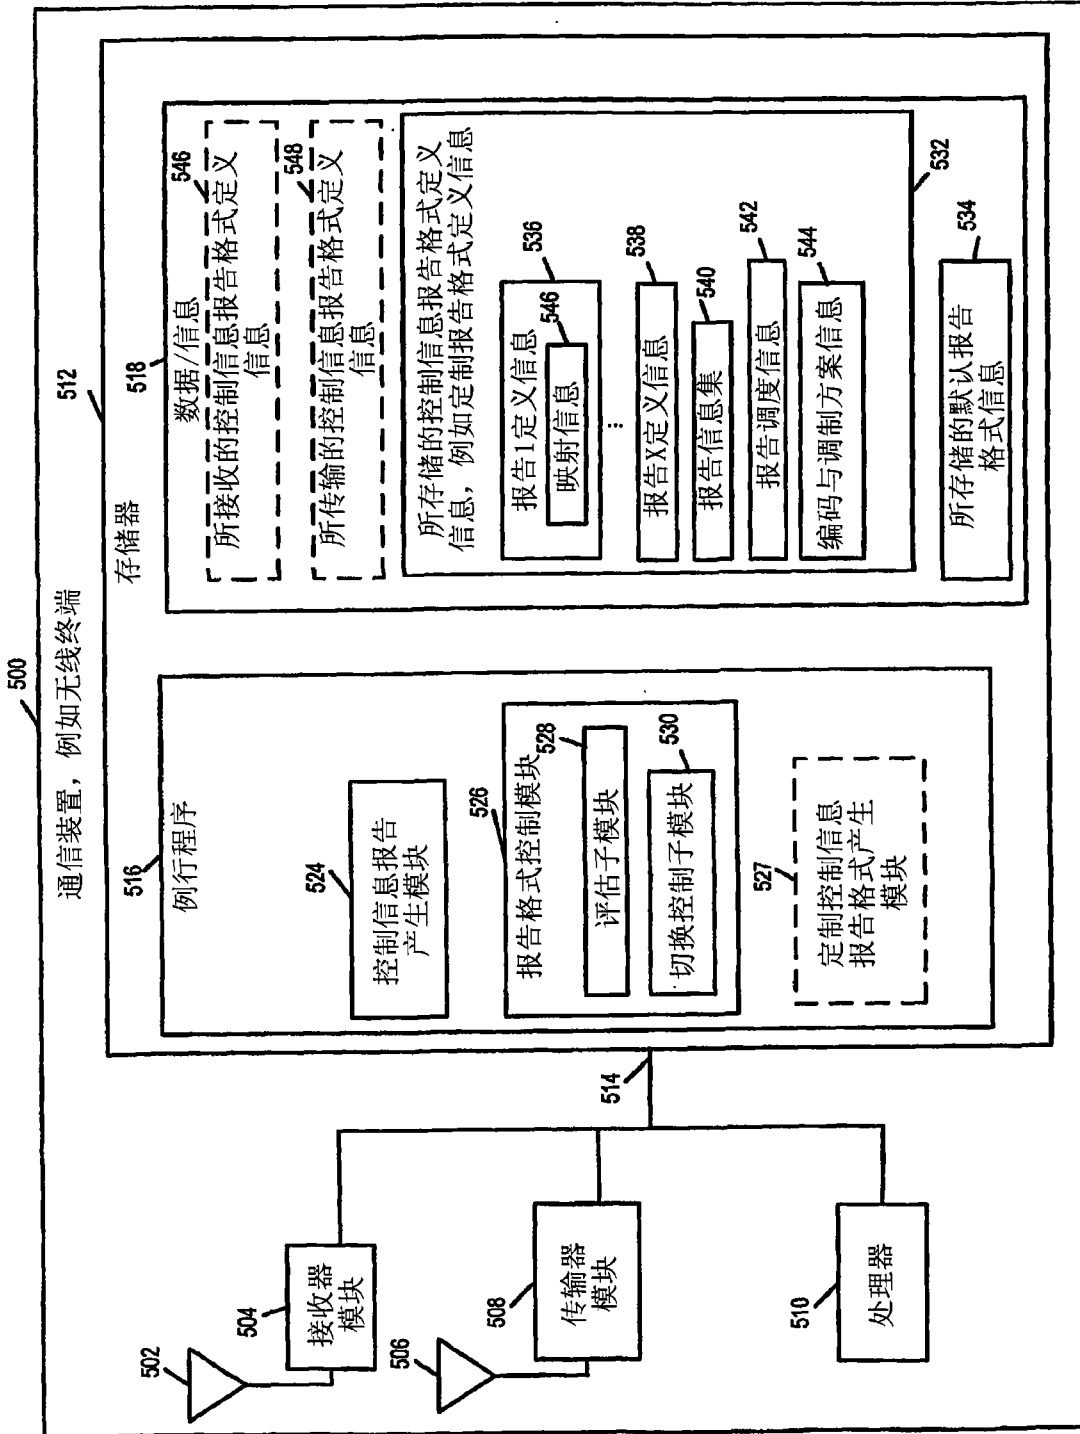 500
通信装置，例如无线终端
512
存储器
502
504
接收器
模块
506
508
传输器
模块
510
处理器
514
516
例行程序
524
控制信息报告
产生模块
526
报告格式控制模块
528
评估子模块
530
切换控制子模块
527
定制控制信息
报告格式产生
模块
518
数据/信息
546
所接收的控制信息报告格式定义
信息
548
所传输的控制信息报告格式定义
信息
所存储的控制信息报告格式定义
信息，例如定制报告格式定义信息
532
536
报告1定义信息
546
映射信息
...
538
报告X定义信息
540
报告信息集
542
报告调度信息
544
编码与调制方案信息
534
所存储的默认报告
格式信息